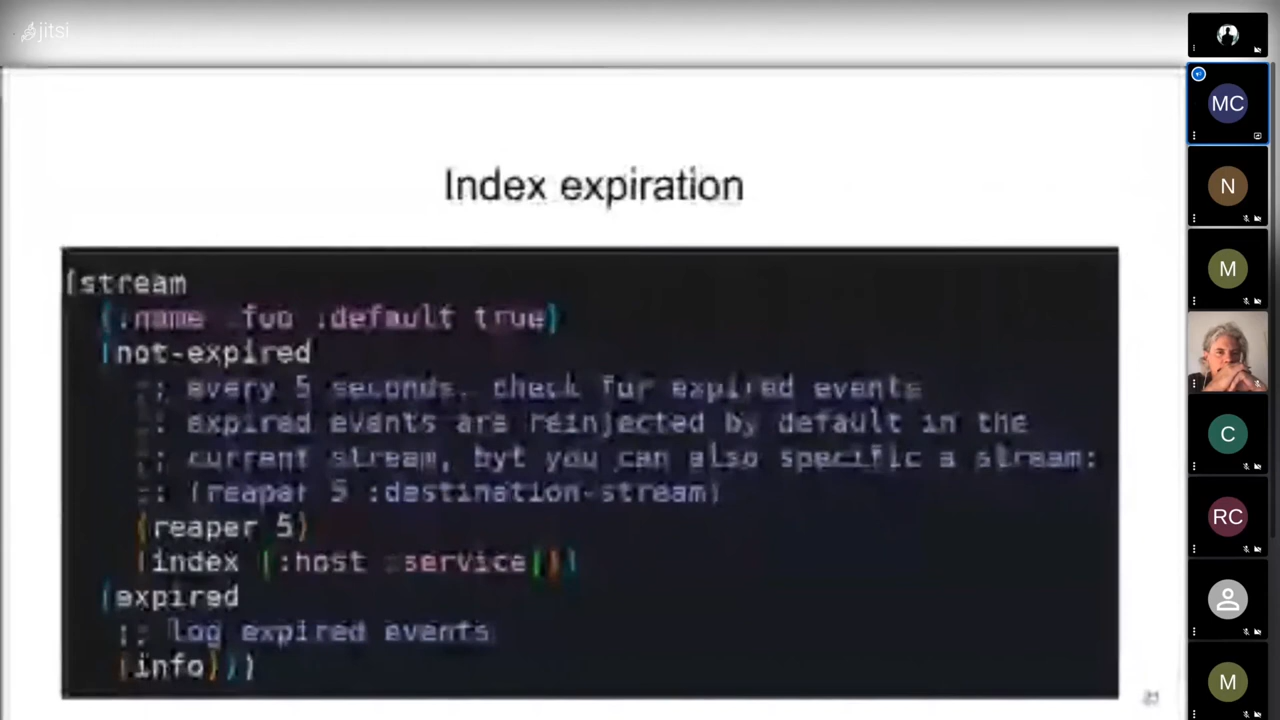 jitsi
Index expiration
(stream
{:name :foo :default true}
(not-expired
;; every 5 seconds, check for expired events
;; expired events are reinjected by default in the
;; current stream, byt you can also specific a stream:
;; (reaper 5 :destination-stream)
(reaper 5)
(index [:host :service]))
(expired
;; log expired events
(info)))
MC
N
M
C
RC
M